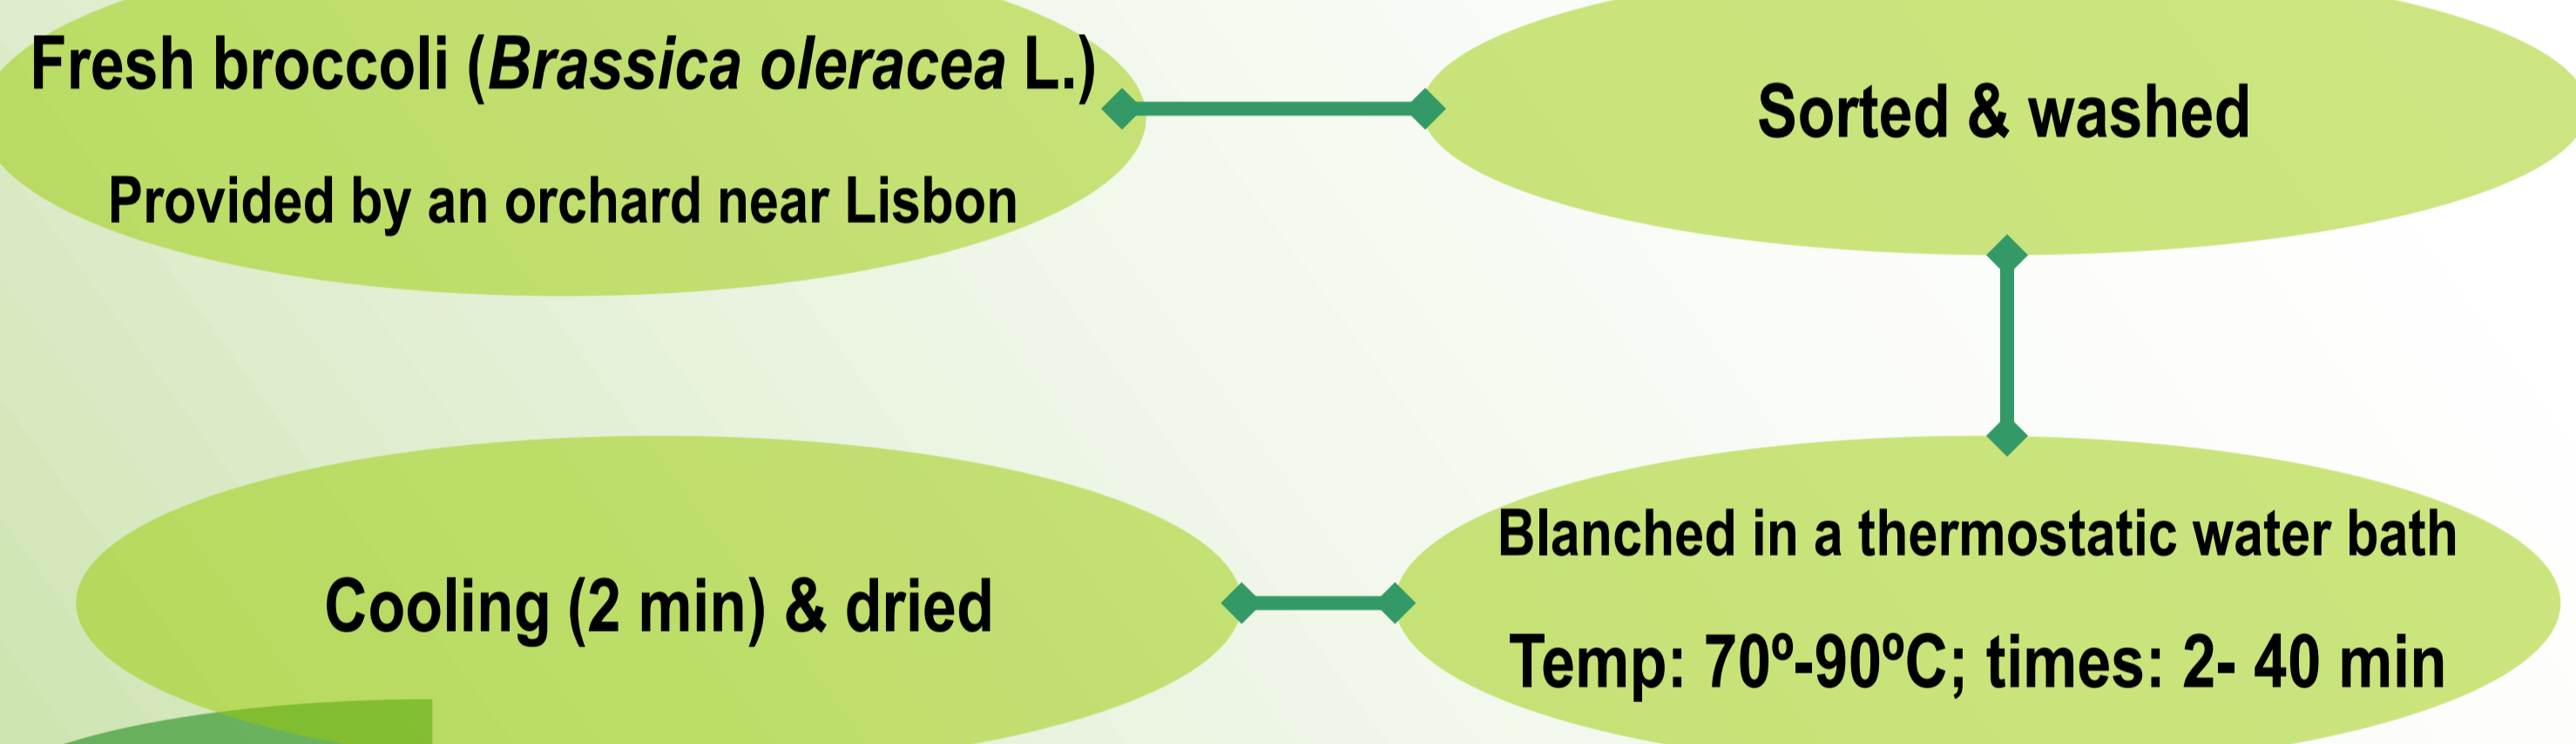 Fresh broccoli (Brassica oleracea L.)
Provided by an orchard near Lisbon
Sorted & washed
Blanched in a thermostatic water bath
Temp: 70º-90ºC; times: 2- 40 min
Cooling (2 min) & dried